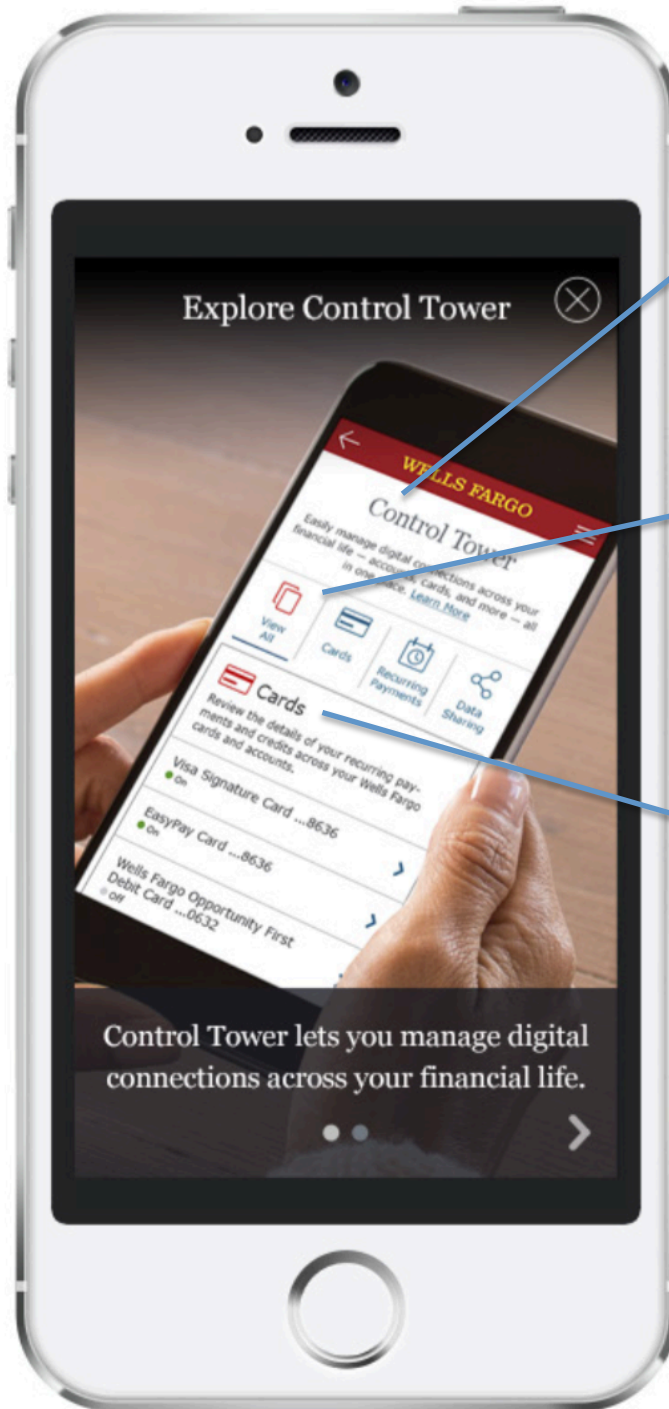 Explore Control Tower
WELLS FARGO
Control Tower
Easily manage digital connections across your
financial life — accounts, cards, and more — all
in one place. Learn More
View
All
Cards
Recurring
Payments
Data
Sharing
Cards
Review the details of your recurring pay-
ments and credits across your Wells Fargo
cards and accounts.
Visa Signature Card ...8636
On
EasyPay Card ...8636
On
Wells Fargo Opportunity First
Debit Card ...0632
Off
Control Tower lets you manage digital
connections across your financial life.